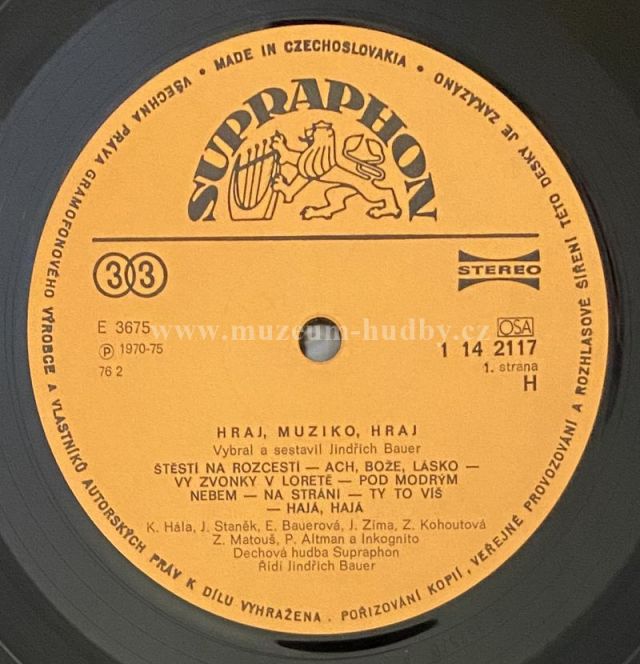 VŠECHNA PRÁVA GRAMOFONOVÉHO VÝROBCE A VLASTNÍKŮ AUTORSKÝCH PRÁV K DÍLU VYHRAŽENA. POŘIZOVÁNÍ KOPIÍ, VEŘEJNÉ PROVOZOVÁNÍ A ROZHLASOVÉ ŠÍŘENÍ TÉTO DESKY JE ZAKÁZÁNO • MADE IN CZECHOSLOVAKIA •
SUPRAPHON
33
STEREO
E 3675
www.muzeum-hudby.cz
OSA
Ⓟ 1970-75
1 14 2117
76 2
1. strana
H
HRAJ, MUZIKO, HRAJ
Vybral a sestavil Jindřich Bauer
ŠTĚSTÍ NA ROZCESTÍ — ACH, BOŽE, LÁSKO —
VY ZVONKY V LORETĚ — POD MODRÝM
NEBEM — NA STRÁNI — TY TO VÍŠ
— HAJÁ, HAJÁ
K. Hála, J. Staněk, E. Bauerová, J. Zíma, Z. Kohoutová
Z. Matouš, P. Altman a Inkognito
Dechová hudba Supraphon
Řídí Jindřich Bauer